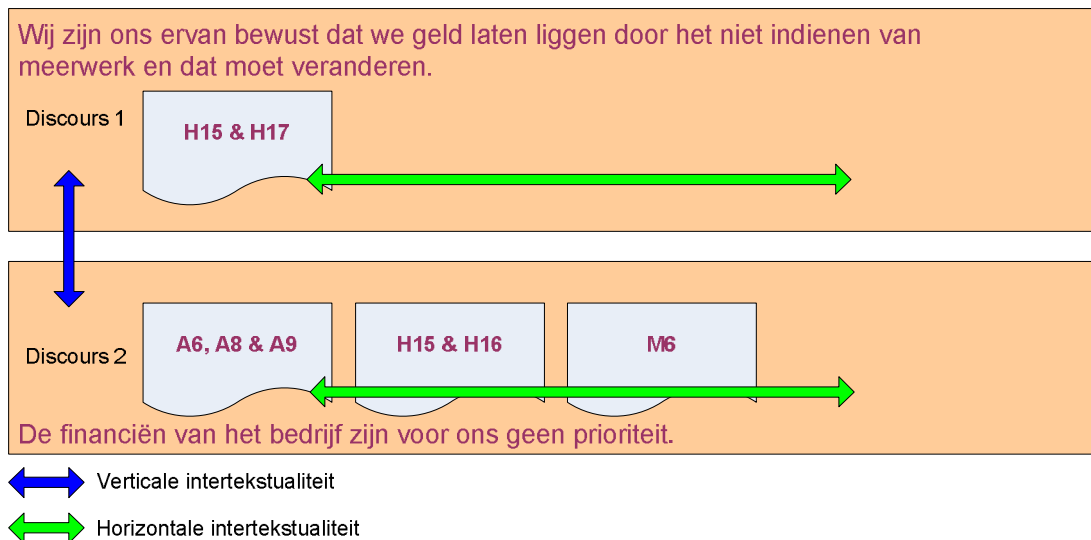 Wij zijn ons ervan bewust dat we geld laten liggen door het niet indienen van
meerwerk en dat moet veranderen.
Discours 1
H15 & H17
Discours 2
A6, A8 & A9
H15 & H16
M6
De financiën van het bedrijf zijn voor ons geen prioriteit.
Verticale intertekstualiteit
Horizontale intertekstualiteit